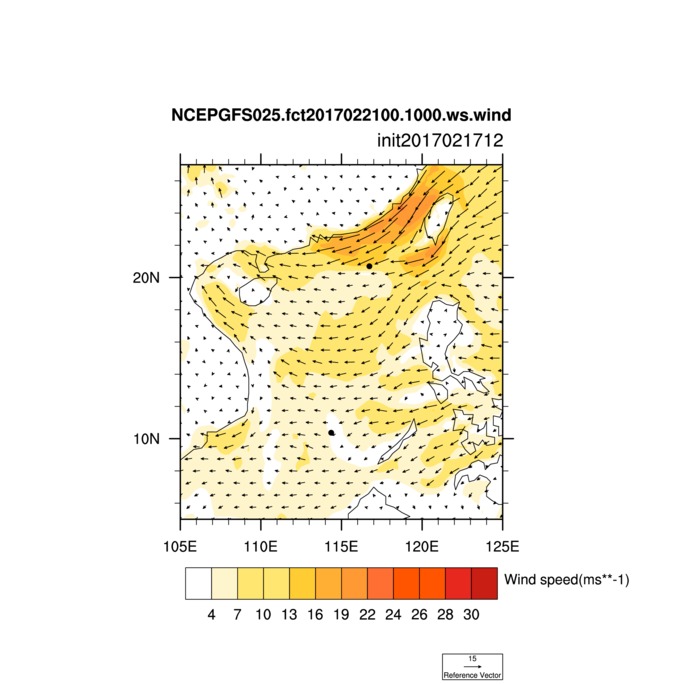 NCEPGFS025.fct2017022100.1000.ws.wind
init2017021712
20N
10N
105E 110E 115E 120E 125E
Wind speed(ms**-1)
4 7 10 13 16 19 22 24 26 28 30
15
Reference Vector